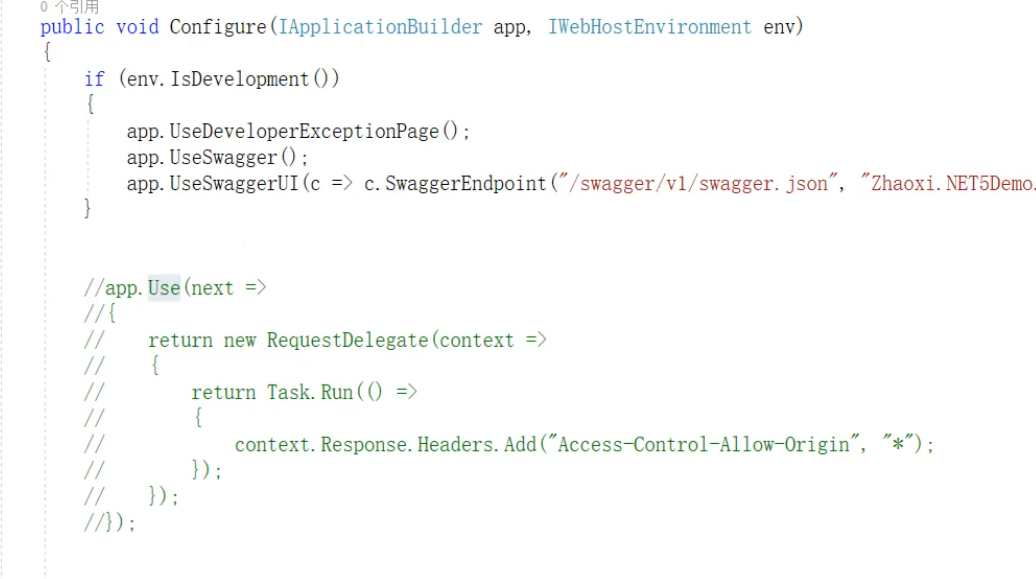 0 个引用
public void Configure(IApplicationBuilder app, IWebHostEnvironment env)
{
if (env.IsDevelopment())
{
app.UseDeveloperExceptionPage();
app.UseSwagger();
app.UseSwaggerUI(c => c.SwaggerEndpoint("/swagger/v1/swagger.json", "Zhaoxi.NET5Demo.
}
//app.Use(next =>
//{
//    return new RequestDelegate(context =>
//    {
//        return Task.Run(() =>
//        {
//            context.Response.Headers.Add("Access-Control-Allow-Origin", "*");
//        });
//    });
//});